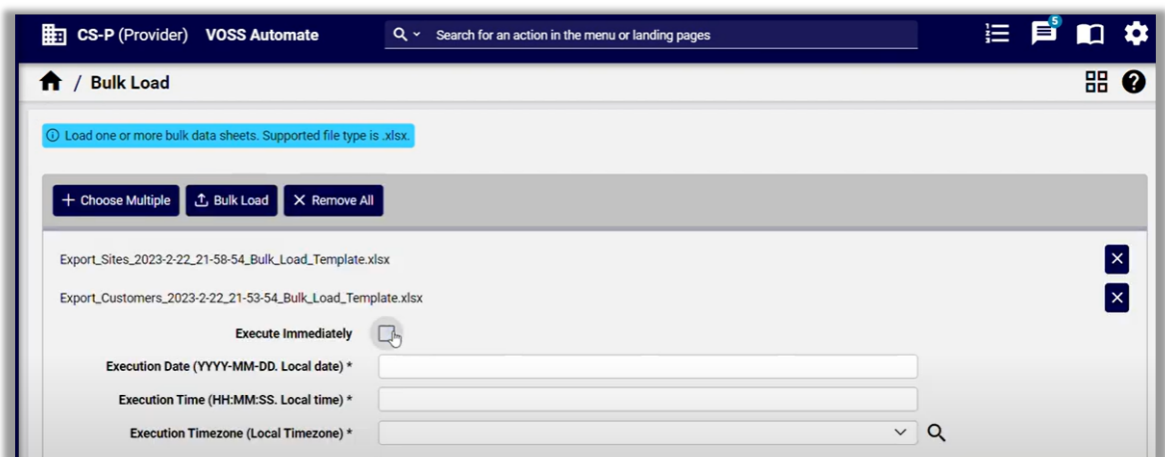 CS-P (Provider) VOSS Automate Search for an action in the menu or landing pages 5
/ Bulk Load
Load one or more bulk data sheets. Supported file type is .xlsx.
+ Choose Multiple Bulk Load X Remove All
Export_Sites_2023-2-22_21-58-54_Bulk_Load_Template.xlsx
Export_Customers_2023-2-22_21-53-54_Bulk_Load_Template.xlsx
Execute Immediately
Execution Date (YYYY-MM-DD. Local date) *
Execution Time (HH:MM:SS. Local time) *
Execution Timezone (Local Timezone) *